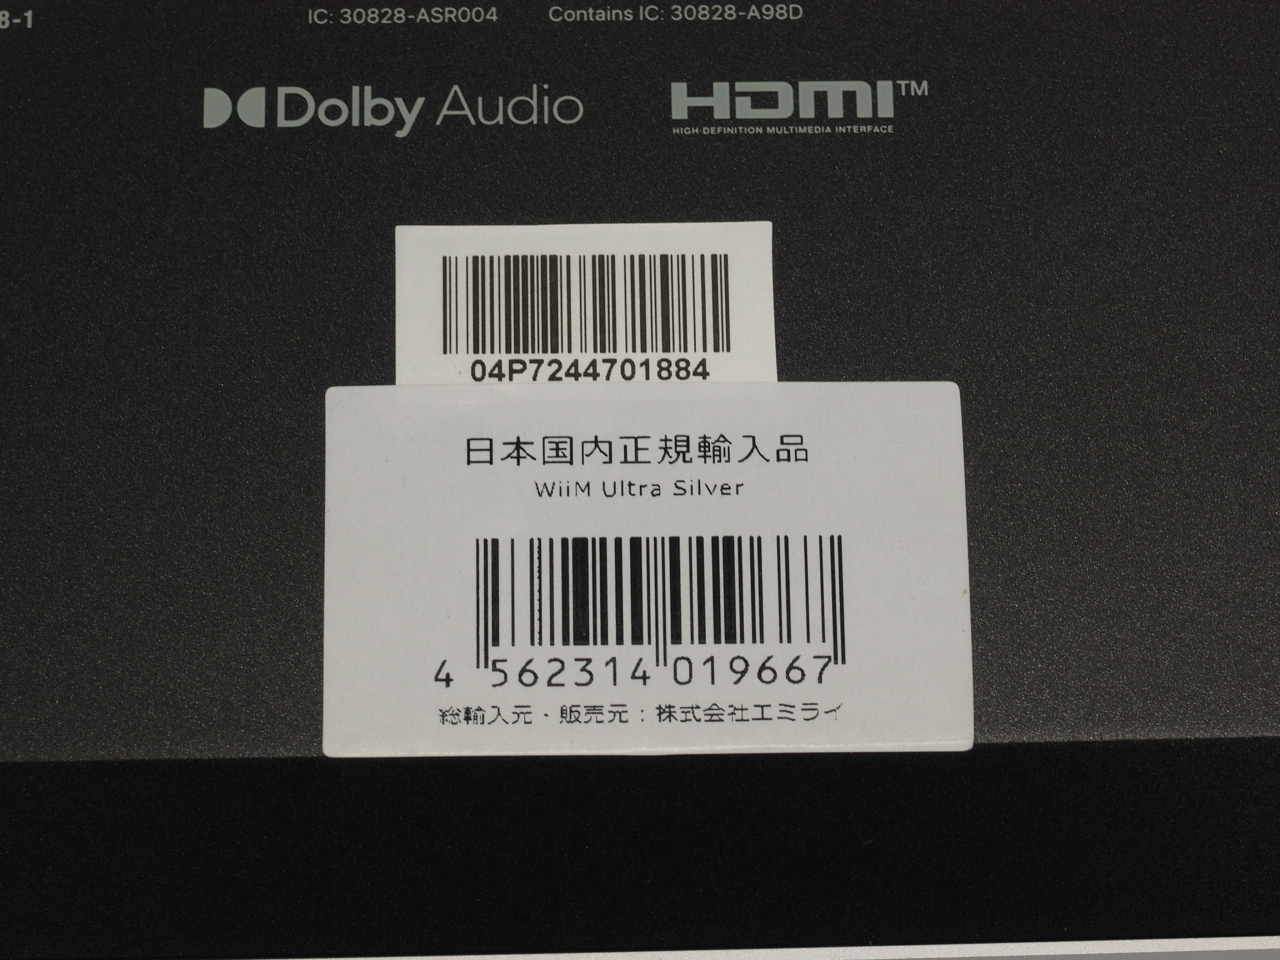 8-1
IC: 30828-ASR004 Contains IC: 30828-A98D
Dolby Audio
HDMI™
HIGH-DEFINITION MULTIMEDIA INTERFACE
04P7244701884
日本国内正規輸入品
WiiM Ultra Silver
4 562314 019667
総輸入元・販売元：株式会社エミライ